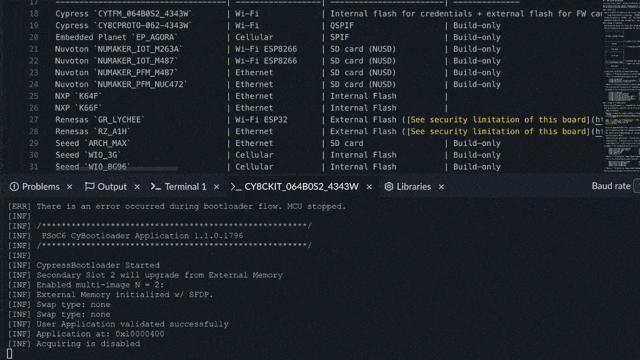 17
18 Cypress `CYTFM_064B0S2_4343W` | Wi-Fi | Internal flash for credentials + external flash for FW ca
19 Cypress `CY8CPROTO-062-4343W` | Wi-Fi | QSPIF | Build-only
20 Embedded Planet `EP_AGORA` | Cellular | SPIF | Build-only
21 Nuvoton `NUMAKER_IOT_M263A` | Wi-Fi ESP8266 | SD card (NUSD) | Build-only
22 Nuvoton `NUMAKER_IOT_M487` | Wi-Fi ESP8266 | SD card (NUSD) | Build-only
23 Nuvoton `NUMAKER_PFM_M487` | Ethernet | SD card (NUSD) | Build-only
24 Nuvoton `NUMAKER_PFM_NUC472` | Ethernet | SD card (NUSD) | Build-only
25 NXP `K64F` | Ethernet | Internal Flash |
26 NXP `K66F` | Ethernet | Internal Flash |
27 Renesas `GR_LYCHEE` | Wi-Fi ESP32 | External Flash ([See security limitation of this board](h
28 Renesas `RZ_A1H` | Ethernet | External Flash ([See security limitation of this board](h
29 Seeed `ARCH_MAX` | Ethernet | SD card | Build-only
30 Seeed `WIO_3G` | Cellular | Internal Flash | Build-only
31 Seeed `WIO_BG96` | Cellular | Internal Flash | Build-only
Problems × Output × >_ Terminal 1 × >_ CY8CKIT_064B0S2_4343W × Libraries × Baud rate
[ERR] There is an error occurred during bootloader flow. MCU stopped.
[INF]
[INF] /******************************************************/
[INF] PSoC6 CyBootloader Application 1.1.0.1796
[INF] /******************************************************/
[INF]
[INF] CypressBootloader Started
[INF] Secondary Slot 2 will upgrade from External Memory
[INF] Enabled multi-image N = 2:
[INF] External Memory initialized w/ SFDP.
[INF] Swap type: none
[INF] Swap type: none
[INF] User Application validated successfully
[INF] Application at: 0x10000400
[INF] Acquiring is disabled